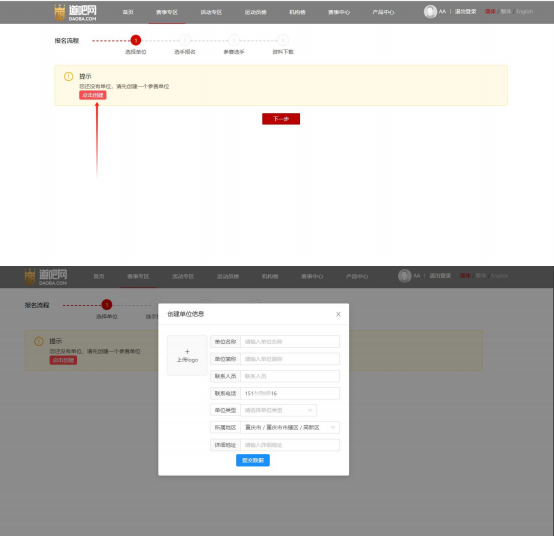 道吧网
DAOBA.COM
首页 赛事专区 活动专区 运动员榜 机构榜 赛事中心 产品中心 AA | 退出登录 简体 / 繁体 / English
报名流程
1 2 3 4
选择单位 选手报名 参赛选手 资料下载
提示
您还没有单位，请先创建一个参赛单位
点击创建
下一步
道吧网
DAOBA.COM
首页 赛事专区 活动专区 运动员榜 机构榜 赛事中心 产品中心 AA | 退出登录 简体 / 繁体 / English
报名流程
1
选择单位
提示
您还没有单位，请先创建一个参赛单位
点击创建
创建单位信息 X
+
上传logo
单位名称 请输入单位名称
单位简称 请输入单位简称
联系人员 联系人员
联系电话 151 16
单位类型 请选择单位类型
所属地区 重庆市 / 重庆市市辖区 / 高新区
详细地址 请输入详细地址
提交数据